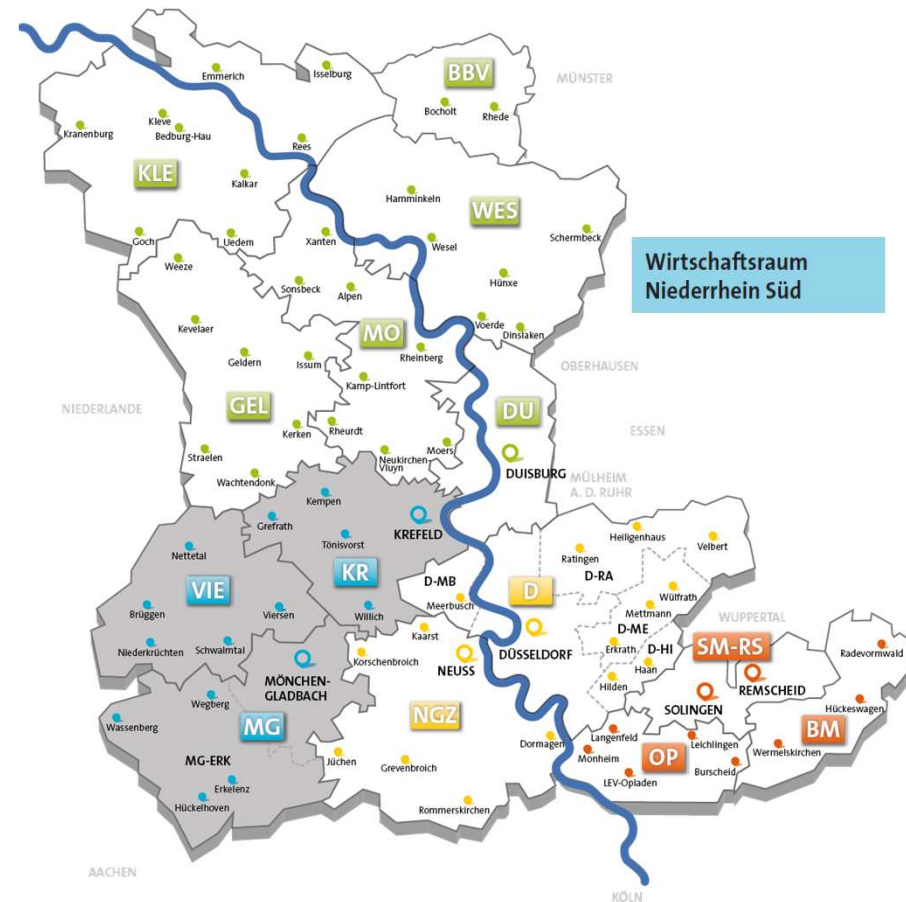 Emmerich
Isselburg
BBV
MÜNSTER
Bocholt
Rhede
Kranenburg
Kleve
Bedburg-Hau
Rees
KLE
Kalkar
Hamminkeln
WES
Goch
Uedem
Xanten
Wesel
Schermbeck
Weeze
Wirtschaftsraum
Niederrhein Süd
Sonsbeck
Alpen
Hünxe
Kevelaer
MO
Voerde
Dinslaken
Geldern
Issum
Rheinberg
OBERHAUSEN
Kamp-Lintfort
NIEDERLANDE
GEL
DU
Kerken
Rheurdt
ESSEN
Straelen
Moers
Neukirchen-
Vluyn
DUISBURG
Wachtendonk
MÜLHEIM
A. D. RUHR
Kempen
Grefrath
KREFELD
Heiligenhaus
Tönisvorst
Velbert
Nettetal
Ratingen
KR
D-RA
VIE
D-MB
D
Wülfrath
Brüggen
Viersen
Willich
Meerbusch
Mettmann
WUPPERTAL
Kaarst
D-ME
Niederkrüchten
Schwalmtal
Erkrath
D-HI
SM-RS
Radevormwald
Korschenbroich
NEUSS
DÜSSELDORF
Haan
MÖNCHEN-
GLADBACH
Hilden
REMSCHEID
Wegberg
SOLINGEN
Hückeswagen
Wassenberg
MG
NGZ
Langenfeld
BM
Dormagen
Leichlingen
Monheim
OP
Wermelskirchen
MG-ERK
Jüchen
Grevenbroich
Burscheid
Erkelenz
LEV-Opladen
Hückelhoven
Rommerskirchen
AACHEN
KÖLN